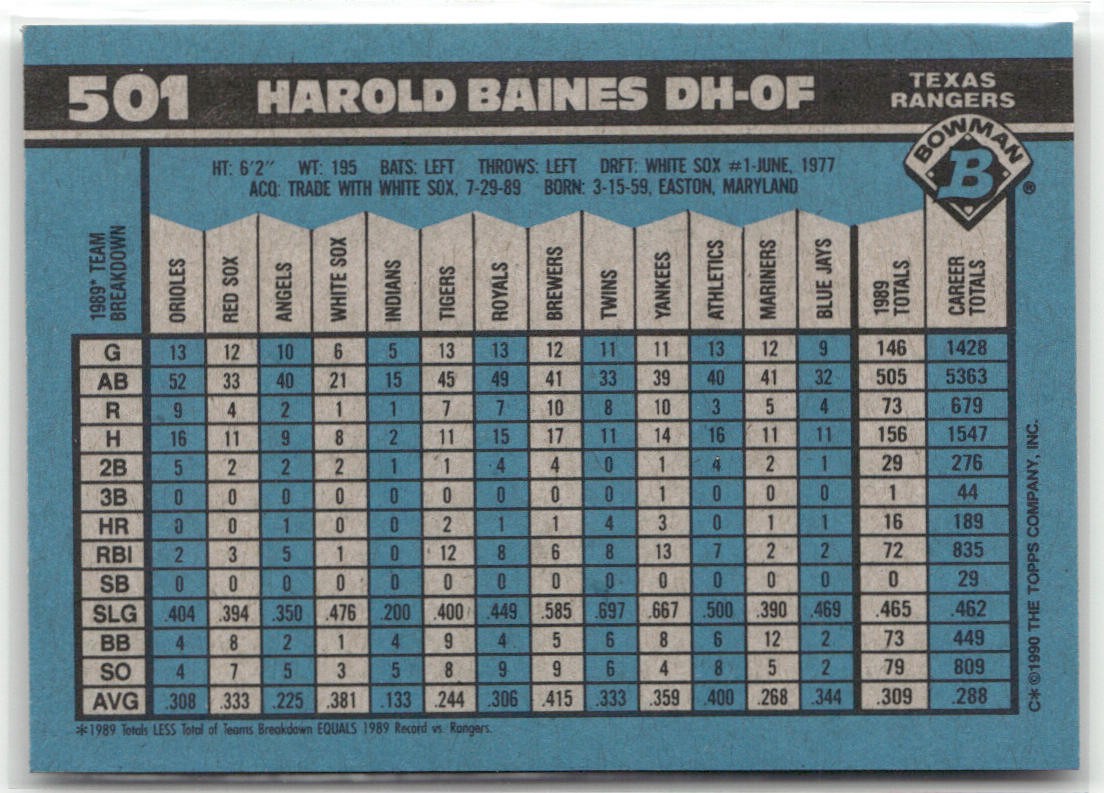 501 HAROLD BAINES DH-OF TEXAS RANGERS
BOWMAN B ®
HT: 6'2" WT: 195 BATS: LEFT THROWS: LEFT DRFT: WHITE SOX #1-JUNE, 1977
ACQ: TRADE WITH WHITE SOX, 7-29-89 BORN: 3-15-59, EASTON, MARYLAND
1989* TEAM BREAKDOWN ORIOLES RED SOX ANGELS WHITE SOX INDIANS TIGERS ROYALS BREWERS TWINS YANKEES ATHLETICS MARINERS BLUE JAYS 1989 TOTALS CAREER TOTALS
G 13 12 10 6 5 13 13 12 11 11 13 12 9 146 1428
AB 52 33 40 21 15 45 49 41 33 39 40 41 32 505 5363
R 9 4 2 1 1 7 7 10 8 10 3 5 4 73 679
H 16 11 9 8 2 11 15 17 11 14 16 11 11 156 1547
2B 5 2 2 2 1 1 4 4 0 1 4 2 1 29 276
3B 0 0 0 0 0 0 0 0 0 1 0 0 0 1 44
HR 0 0 1 0 0 2 1 1 4 3 0 1 1 16 189
RBI 2 3 5 1 0 12 8 6 8 13 7 2 2 72 835
SB 0 0 0 0 0 0 0 0 0 0 0 0 0 0 29
SLG .404 .394 .350 .476 .200 .400 .449 .585 .697 .667 .500 .390 .469 .465 .462
BB 4 8 2 1 4 9 4 5 6 8 6 12 2 73 449
SO 4 7 5 3 5 8 9 9 6 4 8 5 2 79 809
AVG .308 .333 .225 .381 .133 .244 .306 .415 .333 .359 .400 .268 .344 .309 .288
*1989 Totals LESS Total of Teams Breakdown EQUALS 1989 Record vs. Rangers.
C* ©1990 THE TOPPS COMPANY, INC.